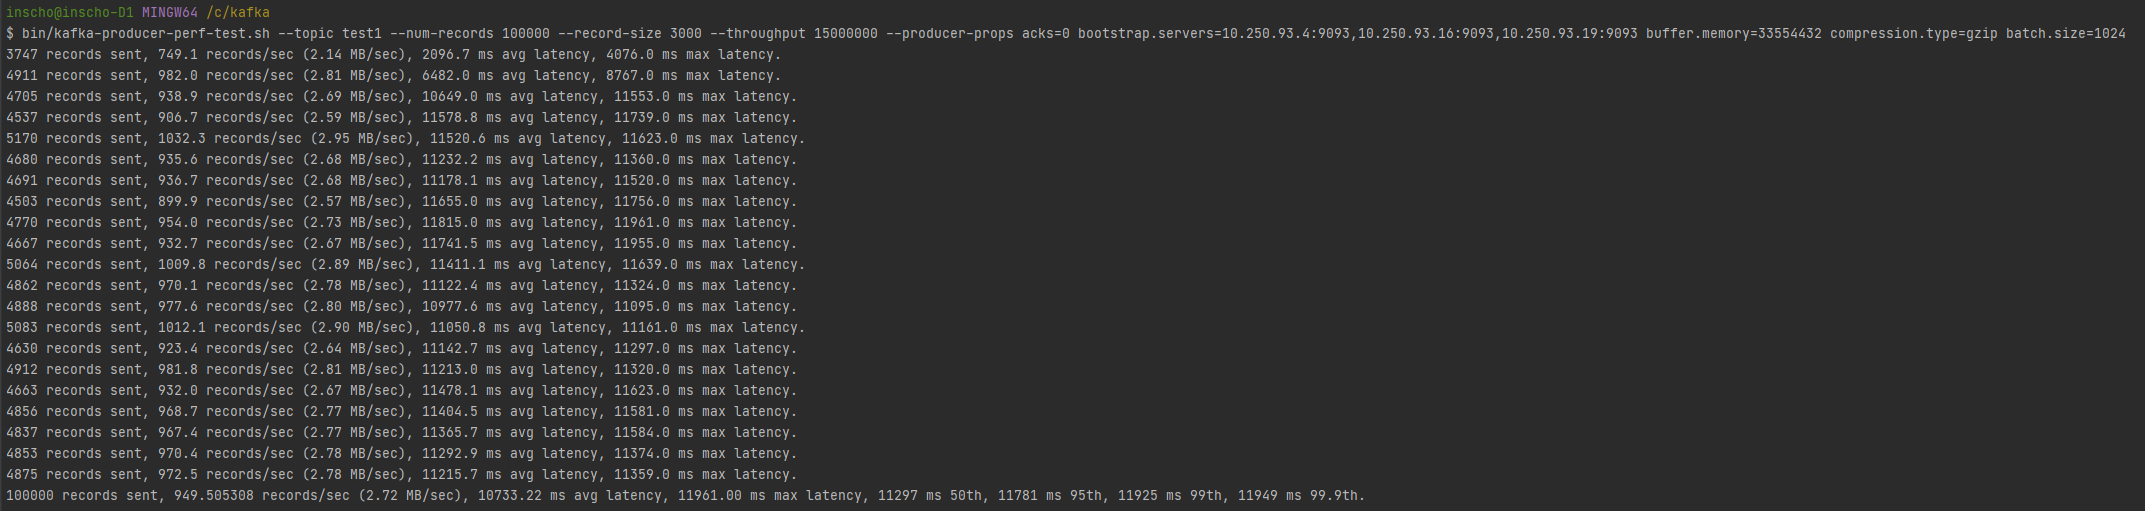 inscho@inscho-D1 MINGW64 /c/kafka
$ bin/kafka-producer-perf-test.sh --topic test1 --num-records 100000 --record-size 3000 --throughput 15000000 --producer-props acks=0 bootstrap.servers=10.250.93.4:9093,10.250.93.16:9093,10.250.93.19:9093 buffer.memory=33554432 compression.type=gzip batch.size=1024
3747 records sent, 749.1 records/sec (2.14 MB/sec), 2096.7 ms avg latency, 4076.0 ms max latency.
4911 records sent, 982.0 records/sec (2.81 MB/sec), 6482.0 ms avg latency, 8767.0 ms max latency.
4705 records sent, 938.9 records/sec (2.69 MB/sec), 10649.0 ms avg latency, 11553.0 ms max latency.
4537 records sent, 906.7 records/sec (2.59 MB/sec), 11578.8 ms avg latency, 11739.0 ms max latency.
5170 records sent, 1032.3 records/sec (2.95 MB/sec), 11520.6 ms avg latency, 11623.0 ms max latency.
4680 records sent, 935.6 records/sec (2.68 MB/sec), 11232.2 ms avg latency, 11360.0 ms max latency.
4691 records sent, 936.7 records/sec (2.68 MB/sec), 11178.1 ms avg latency, 11520.0 ms max latency.
4503 records sent, 899.9 records/sec (2.57 MB/sec), 11655.0 ms avg latency, 11756.0 ms max latency.
4770 records sent, 954.0 records/sec (2.73 MB/sec), 11815.0 ms avg latency, 11961.0 ms max latency.
4667 records sent, 932.7 records/sec (2.67 MB/sec), 11741.5 ms avg latency, 11955.0 ms max latency.
5064 records sent, 1009.8 records/sec (2.89 MB/sec), 11411.1 ms avg latency, 11639.0 ms max latency.
4862 records sent, 970.1 records/sec (2.78 MB/sec), 11122.4 ms avg latency, 11324.0 ms max latency.
4888 records sent, 977.6 records/sec (2.80 MB/sec), 10977.6 ms avg latency, 11095.0 ms max latency.
5083 records sent, 1012.1 records/sec (2.90 MB/sec), 11050.8 ms avg latency, 11161.0 ms max latency.
4630 records sent, 923.4 records/sec (2.64 MB/sec), 11142.7 ms avg latency, 11297.0 ms max latency.
4912 records sent, 981.8 records/sec (2.81 MB/sec), 11213.0 ms avg latency, 11320.0 ms max latency.
4663 records sent, 932.0 records/sec (2.67 MB/sec), 11478.1 ms avg latency, 11623.0 ms max latency.
4856 records sent, 968.7 records/sec (2.77 MB/sec), 11404.5 ms avg latency, 11581.0 ms max latency.
4837 records sent, 967.4 records/sec (2.77 MB/sec), 11365.7 ms avg latency, 11584.0 ms max latency.
4853 records sent, 970.4 records/sec (2.78 MB/sec), 11292.9 ms avg latency, 11374.0 ms max latency.
4875 records sent, 972.5 records/sec (2.78 MB/sec), 11215.7 ms avg latency, 11359.0 ms max latency.
100000 records sent, 949.505308 records/sec (2.72 MB/sec), 10733.22 ms avg latency, 11961.00 ms max latency, 11297 ms 50th, 11781 ms 95th, 11925 ms 99th, 11949 ms 99.9th.